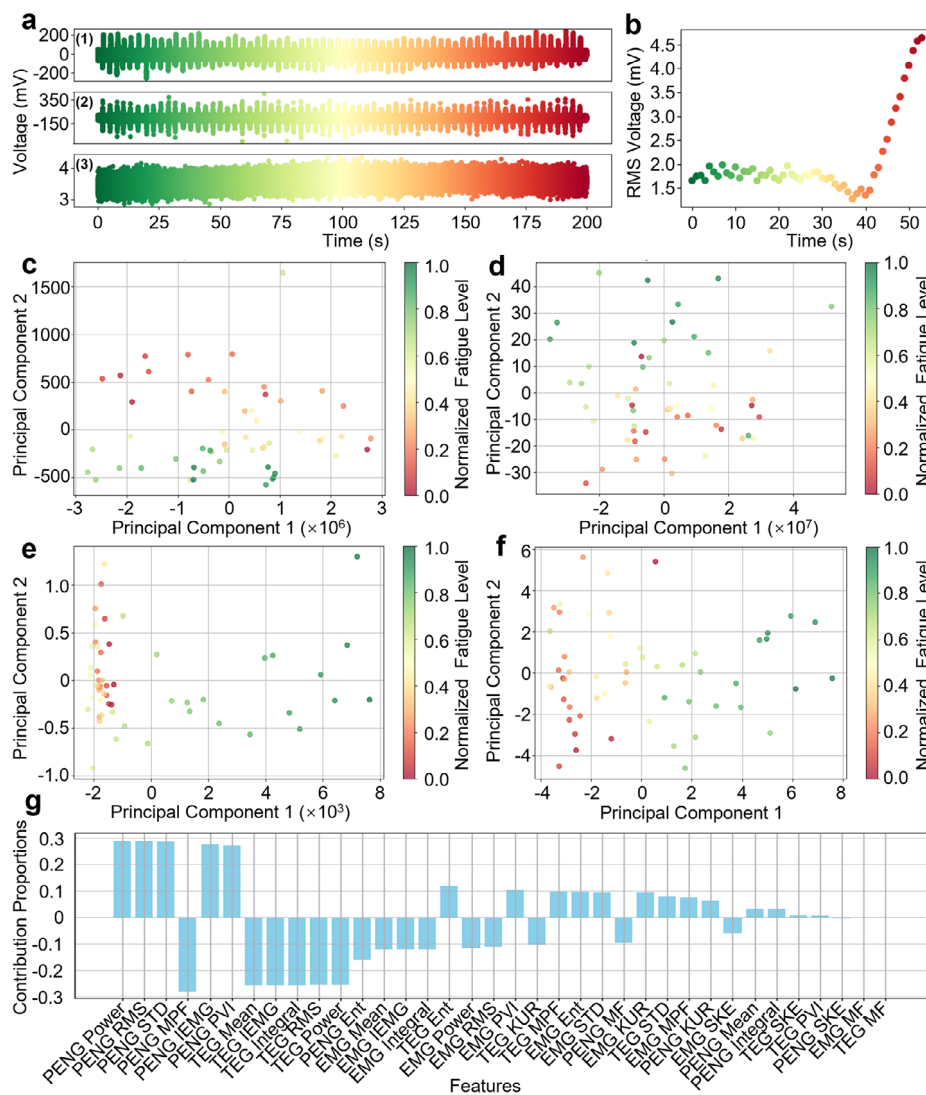 a
(1)
200
0
-200
(2)
350
-150
(3)
4
3
Voltage (mV)
0 25 50 75 100 125 150 175 200
Time (s)
b
4.5
4.0
3.5
3.0
2.5
2.0
1.5
RMS Voltage (mV)
0 10 20 30 40 50
Time (s)
c
1500
1000
500
0
-500
Principal Component 2
-3 -2 -1 0 1 2 3
Principal Component 1 (×10⁶)
1.0
0.8
0.6
0.4
0.2
0.0
Normalized Fatigue Level
d
40
30
20
10
0
-10
-20
-30
Principal Component 2
-2 0 2 4
Principal Component 1 (×10⁷)
1.0
0.8
0.6
0.4
0.2
0.0
Normalized Fatigue Level
e
1.0
0.5
0
-0.5
-1.0
Principal Component 2
-2 0 2 4 6 8
Principal Component 1 (×10³)
1.0
0.8
0.6
0.4
0.2
0.0
Normalized Fatigue Level
f
6
4
2
0
-2
-4
Principal Component 2
-4 -2 0 2 4 6 8
Principal Component 1
1.0
0.8
0.6
0.4
0.2
0.0
Normalized Fatigue Level
g
0.3
0.2
0.1
0
-0.1
-0.2
-0.3
Contribution Proportions
PENG Power
PENG RMS
PENG STD
PENG MPF
PENG iEMG
PENG PVI
TEG Mean
TEG iEMG
TEG Integral
TEG RMS
TEG Power
PENG Ent
EMG Mean
EMG iEMG
EMG Integral
TEG Ent
EMG Power
EMG RMS
EMG PVI
TEG KUR
TEG MPF
EMG Ent
EMG STD
PENG MF
EMG KUR
TEG STD
EMG MPF
PENG KUR
EMG SKE
PENG Mean
PENG Integral
TEG SKE
TEG PVI
PENG SKE
EMG MF
TEG MF
Features